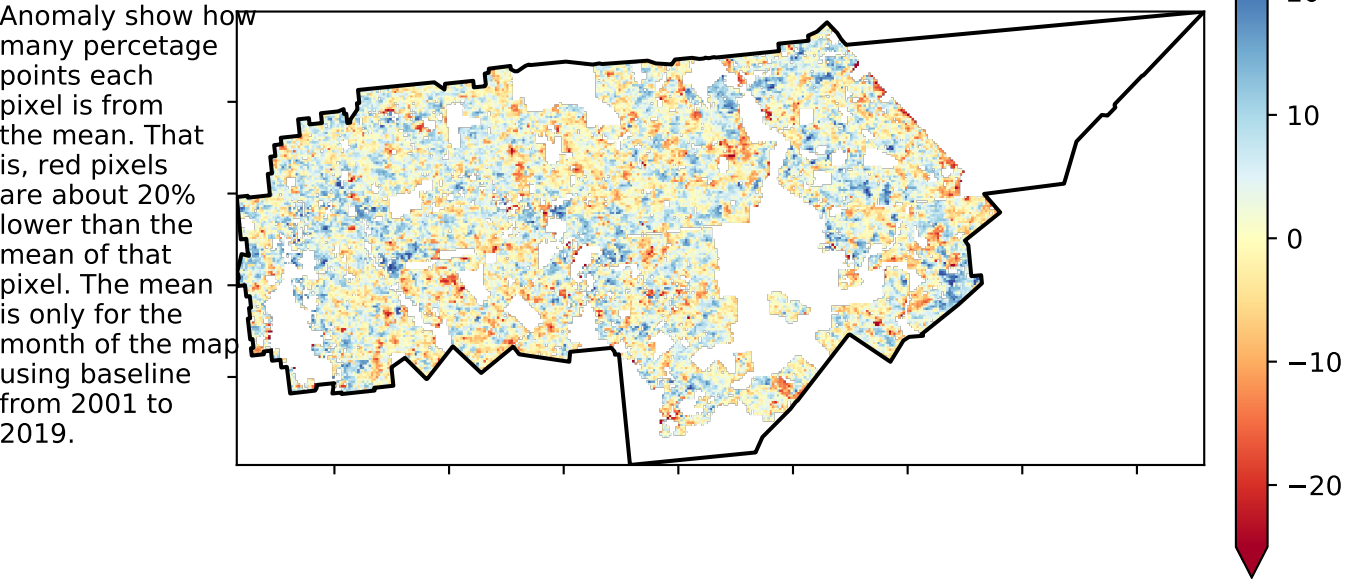 Anomaly show how
many percetage
points each
pixel is from
the mean. That
is, red pixels
are about 20%
lower than the
mean of that
pixel. The mean
is only for the
month of the map
using baseline
from 2001 to
2019.
10
0
−10
−20